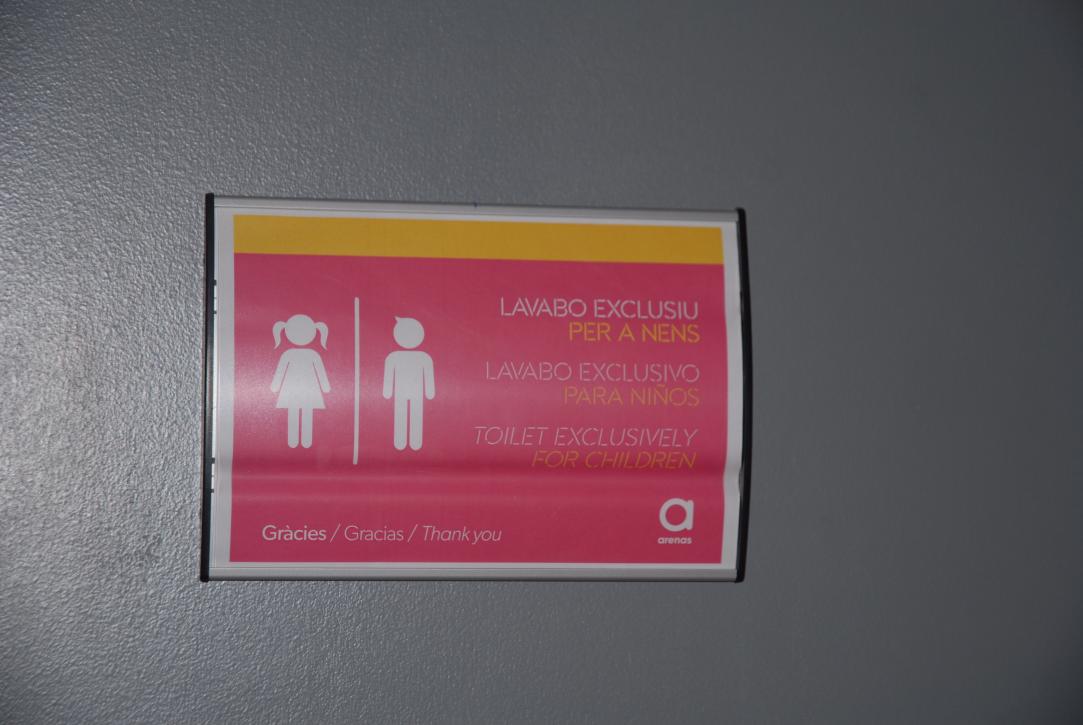 LAVABO EXCLUSIU
PER A NENS
LAVABO EXCLUSIVO
PARA NIÑOS
TOILET EXCLUSIVELY
FOR CHILDREN
Gràcies / Gracias / Thank you
a
arenas